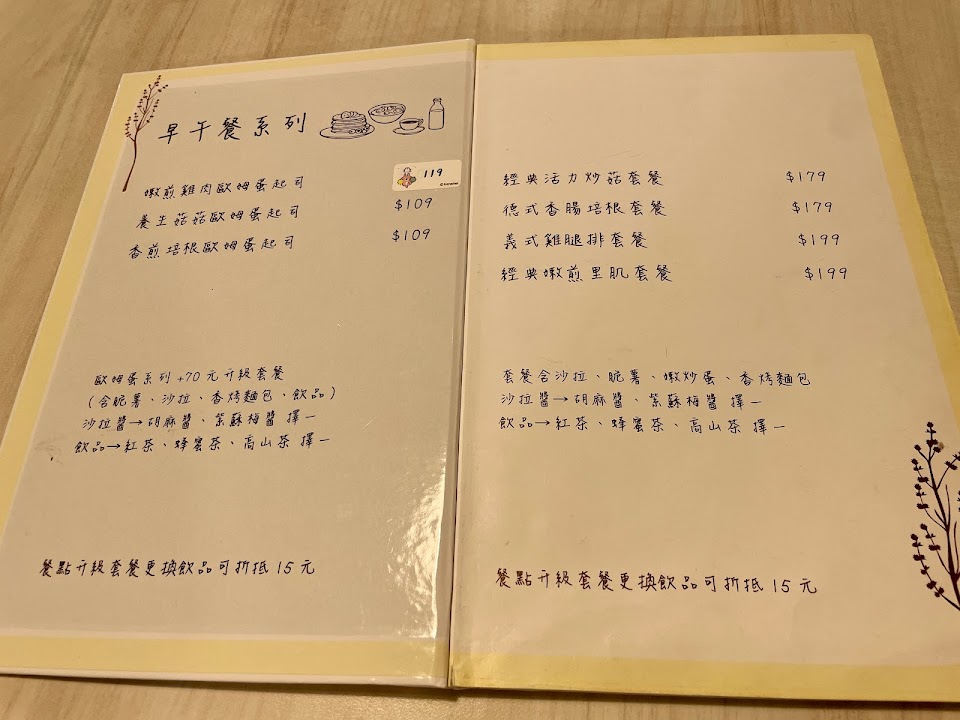 早午餐系列
嫩煎雞肉歐姆蛋起司 119
養生菇菇歐姆蛋起司 $109
香煎培根歐姆蛋起司 $109
歐姆蛋系列 +70 元升級套餐
(含脆薯、沙拉、香烤麵包、飲品)
沙拉醬→胡麻醬、紫蘇梅醬 擇一
飲品→紅茶、蜂蜜茶、高山茶 擇一
餐點升級套餐更換飲品可折抵 15 元
經典活力炒菇套餐 $179
德式香腸培根套餐 $179
義式雞腿排套餐 $199
經典嫩煎里肌套餐 $199
套餐含沙拉、脆薯、嫩炒蛋、香烤麵包
沙拉醬→胡麻醬、紫蘇梅醬 擇一
飲品→紅茶、蜂蜜茶、高山茶 擇一
餐點升級套餐更換飲品可折抵 15 元